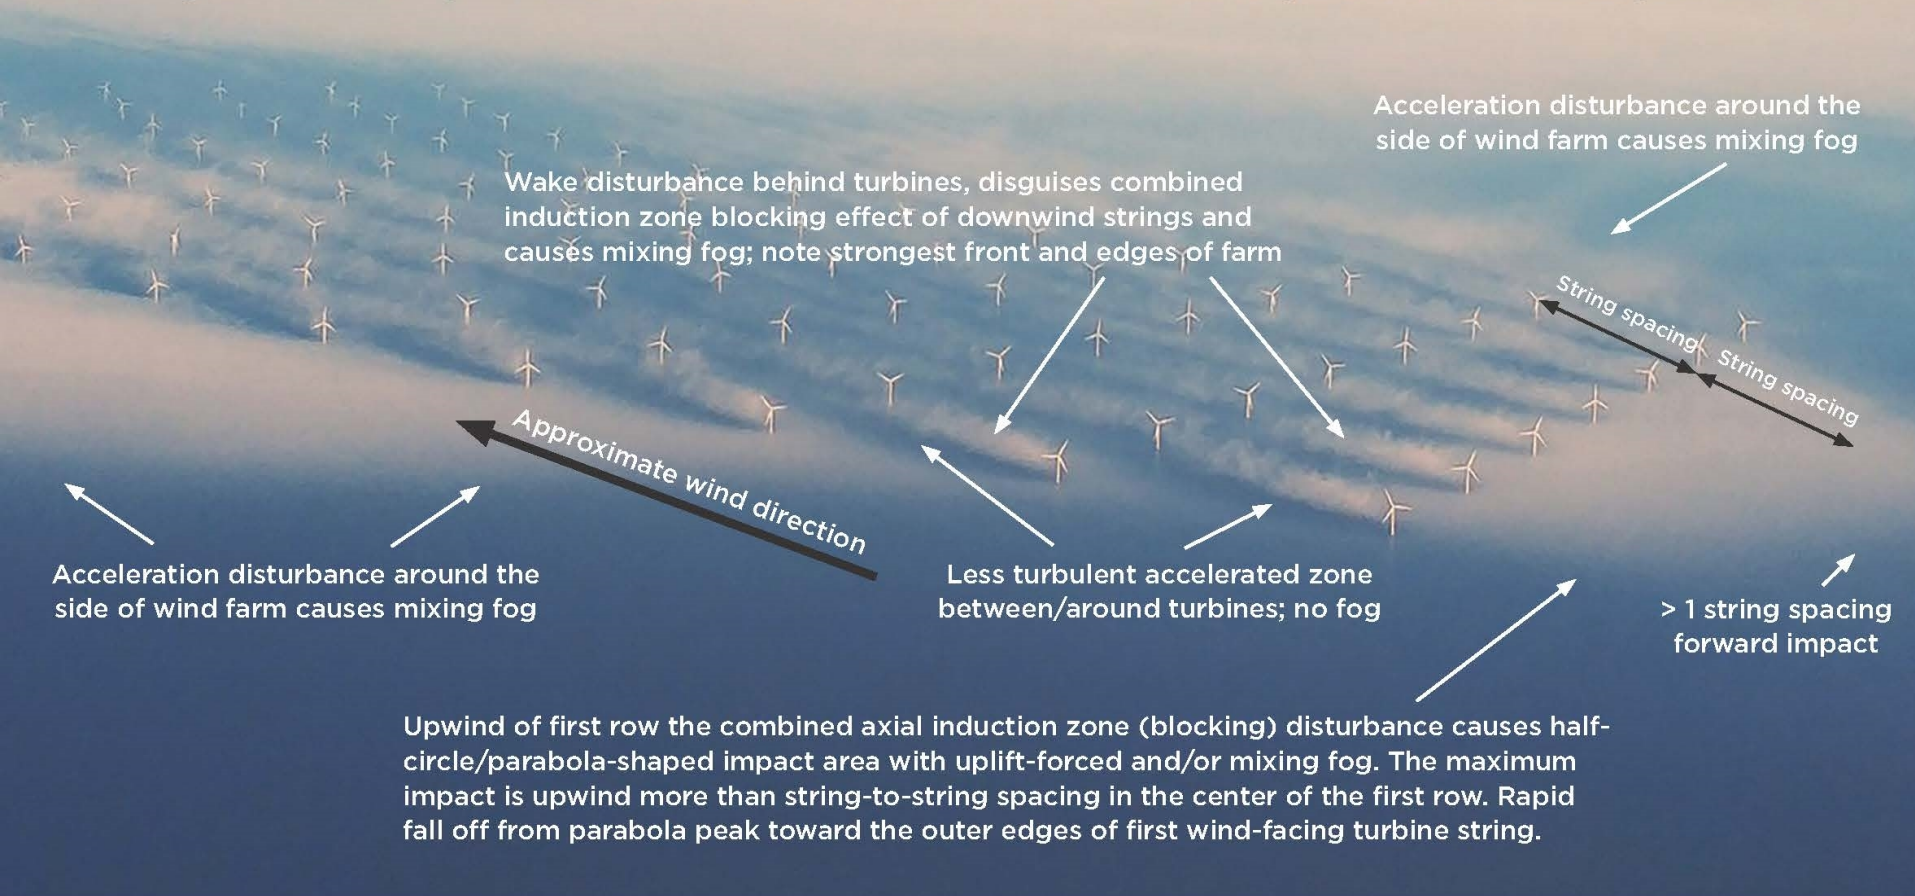 Acceleration disturbance around the
side of wind farm causes mixing fog
Wake disturbance behind turbines, disguises combined
induction zone blocking effect of downwind strings and
causes mixing fog; note strongest front and edges of farm
String spacing
String spacing
Approximate wind direction
Acceleration disturbance around the
side of wind farm causes mixing fog
Less turbulent accelerated zone
between/around turbines; no fog
> 1 string spacing
forward impact
Upwind of first row the combined axial induction zone (blocking) disturbance causes half-
circle/parabola-shaped impact area with uplift-forced and/or mixing fog. The maximum
impact is upwind more than string-to-string spacing in the center of the first row. Rapid
fall off from parabola peak toward the outer edges of first wind-facing turbine string.